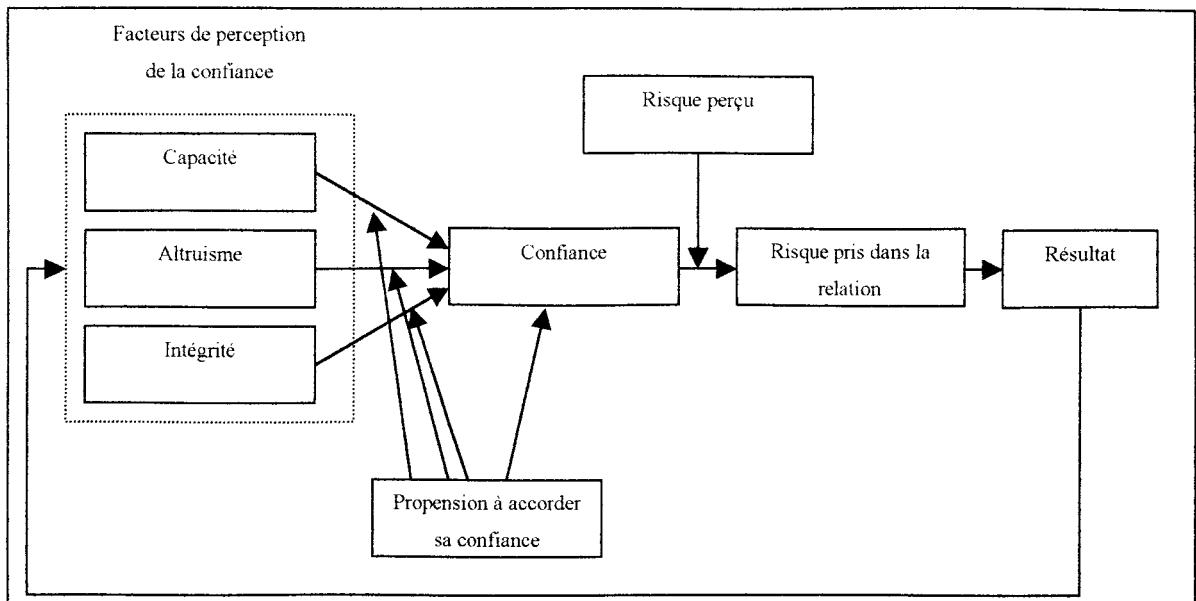 Facteurs de perception
de la confiance
Risque perçu
Capacité
Altruisme
Confiance
Risque pris dans la
relation
Résultat
Intégrité
Propension à accorder
sa confiance